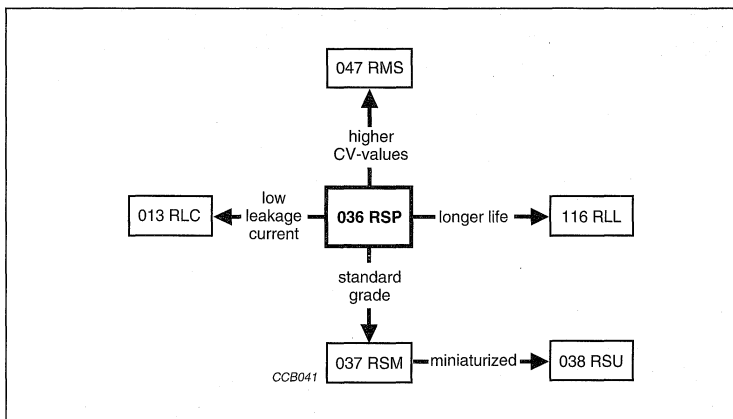 047 RMS
higher
CV-values
013 RLC
low
leakage
current
036 RSP
longer life
116 RLL
standard
grade
037 RSM
miniaturized
038 RSU
CCB041